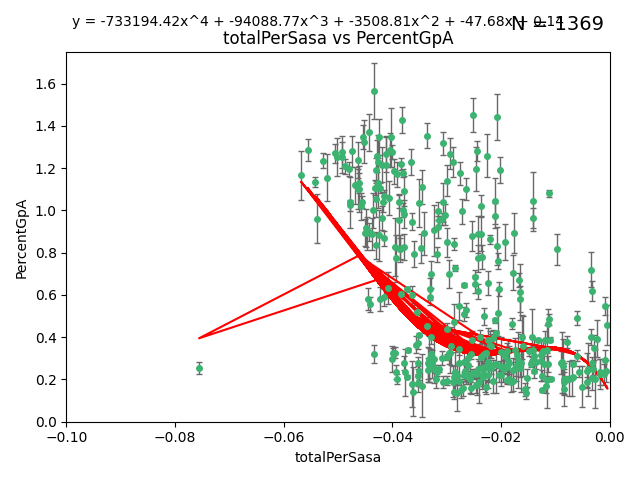 y = -733194.42x^4 + -94088.77x^3 + -3508.81x^2 + -47.68x + 0.14
N = 1369
totalPerSasa vs PercentGpA
PercentGpA
1.6
1.4
1.2
1.0
0.8
0.6
0.4
0.2
0.0
−0.10 −0.08 −0.06 −0.04 −0.02 0.00
totalPerSasa